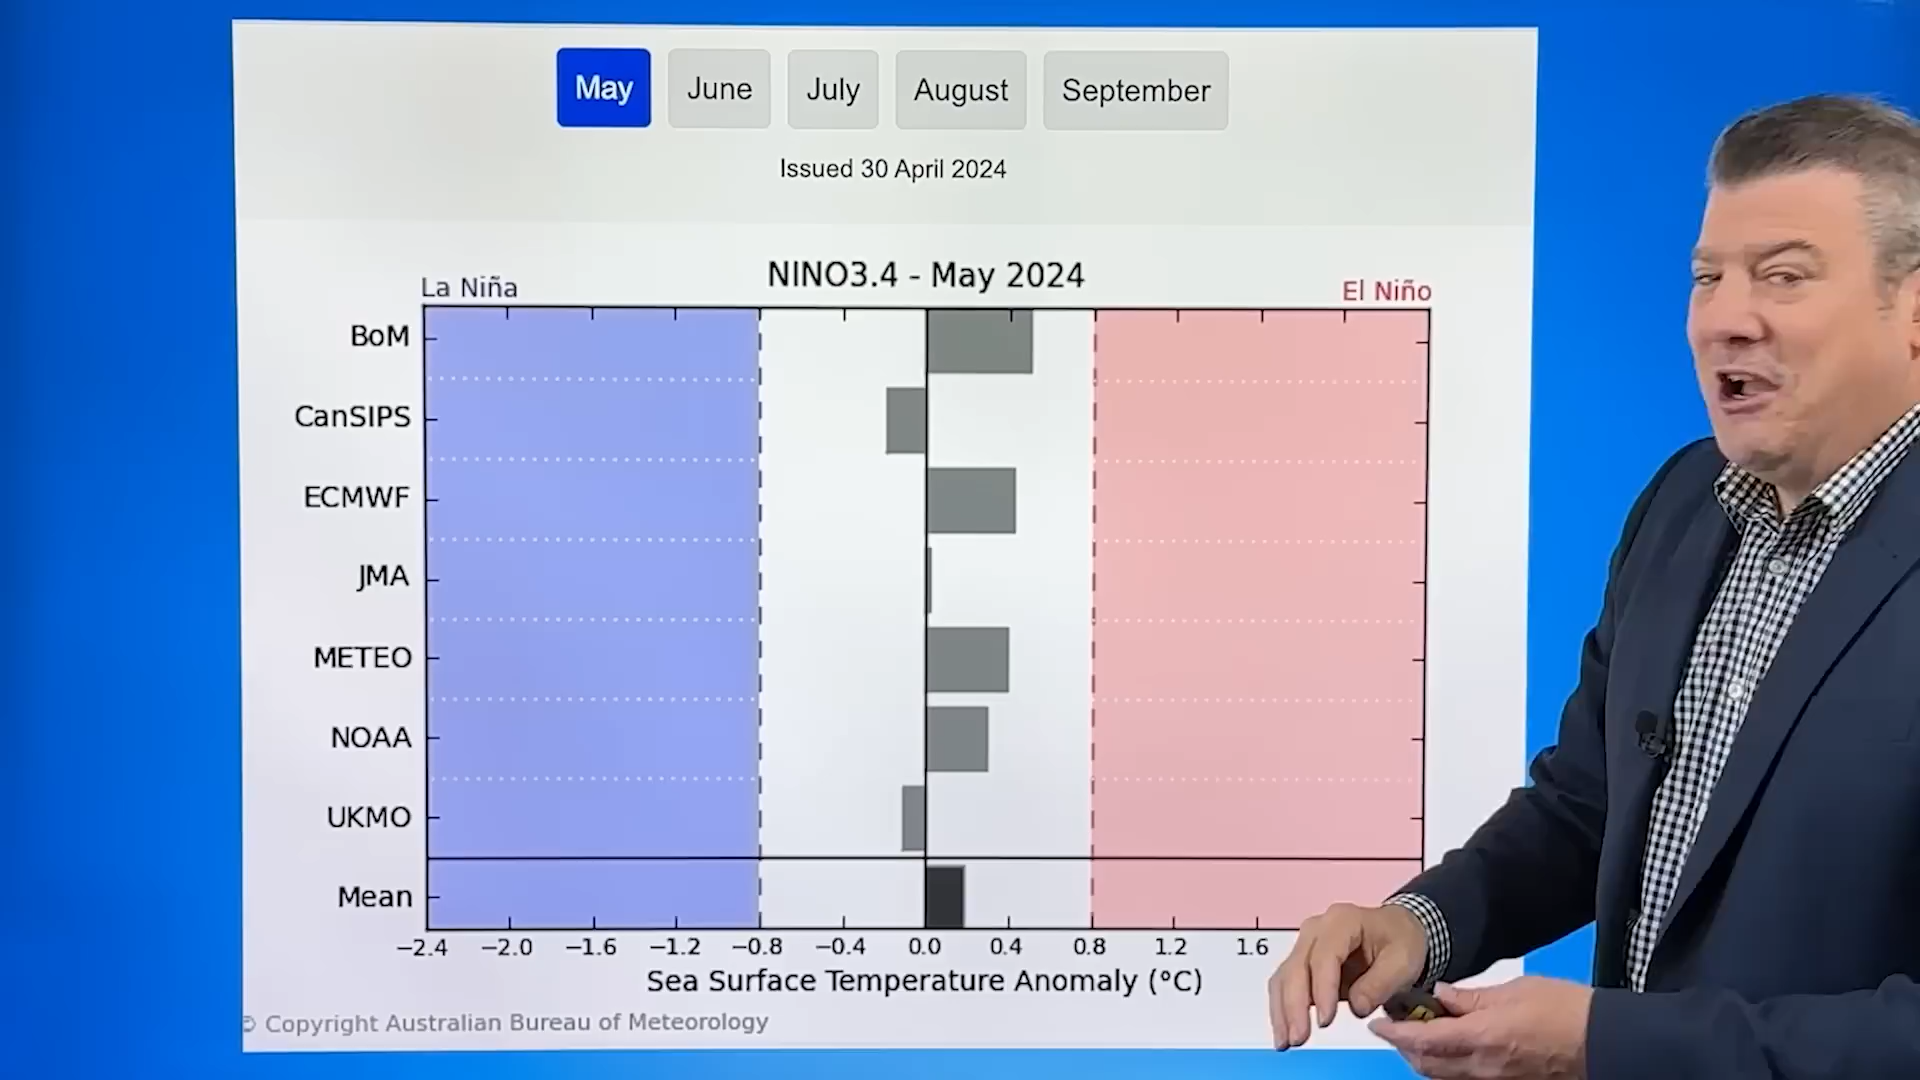 May June July August September
Issued 30 April 2024
NINO3.4 - May 2024
La Niña El Niño
BoM
CanSIPS
ECMWF
JMA
METEO
NOAA
UKMO
Mean
−2.4 −2.0 −1.6 −1.2 −0.8 −0.4 0.0 0.4 0.8 1.2 1.6
Sea Surface Temperature Anomaly (°C)
© Copyright Australian Bureau of Meteorology